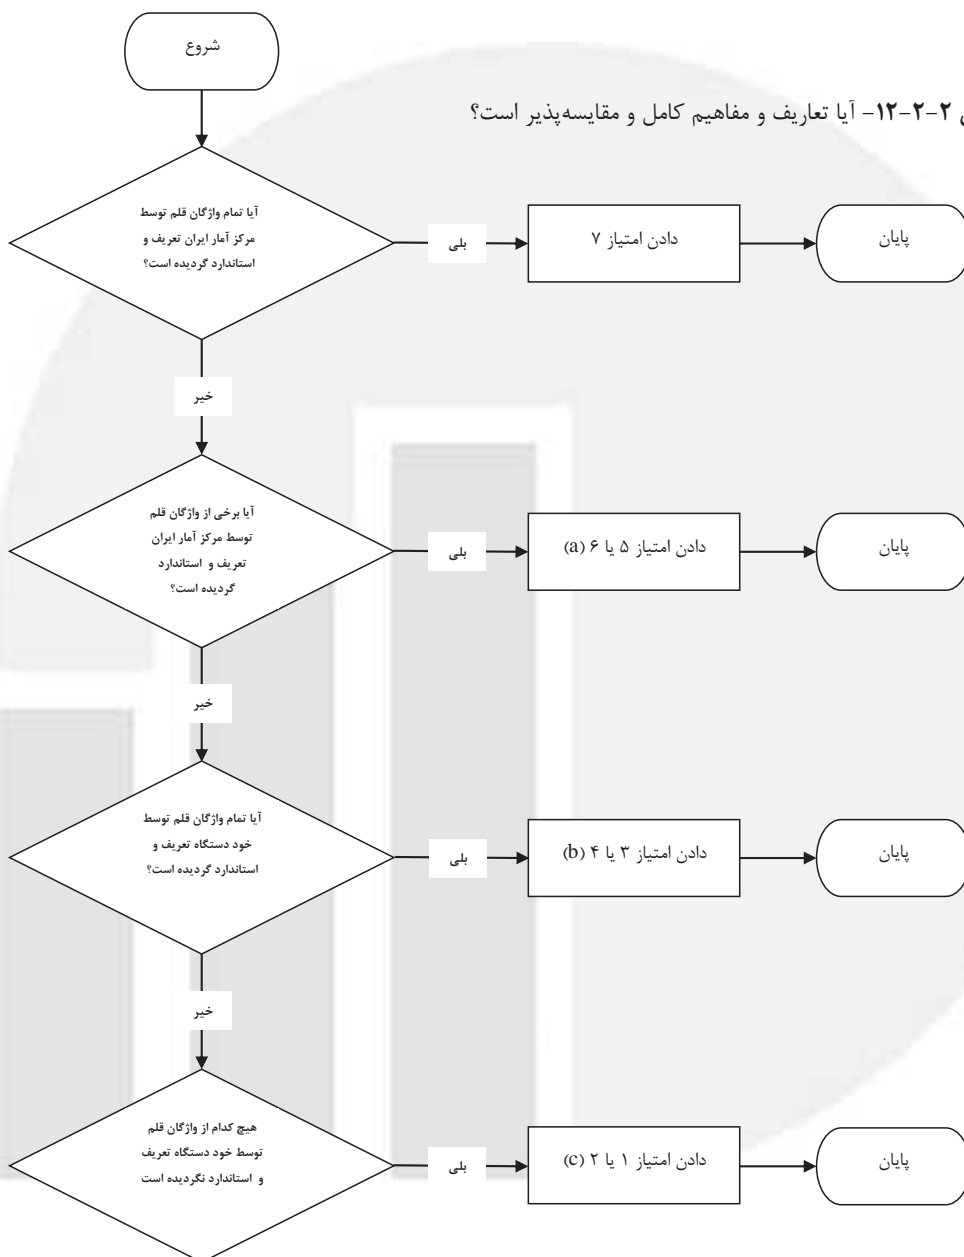 شروع
۲-۲-۱۲- آیا تعاریف و مفاهیم کامل و مقایسه‌پذیر است؟
آیا تمام واژگان قلم توسط
مرکز آمار ایران تعریف و
استاندارد گردیده است؟
بلی
دادن امتیاز ۷
پایان
خیر
آیا برخی از واژگان قلم
توسط مرکز آمار ایران
تعریف و استاندارد
گردیده است؟
بلی
دادن امتیاز ۵ یا ۶ (a)
پایان
خیر
آیا تمام واژگان قلم توسط
خود دستگاه تعریف و
استاندارد گردیده است؟
بلی
دادن امتیاز ۳ یا ۴ (b)
پایان
خیر
هیچ کدام از واژگان قلم
توسط خود دستگاه تعریف
و استاندارد نگردیده است
بلی
دادن امتیاز ۱ یا ۲ (c)
پایان